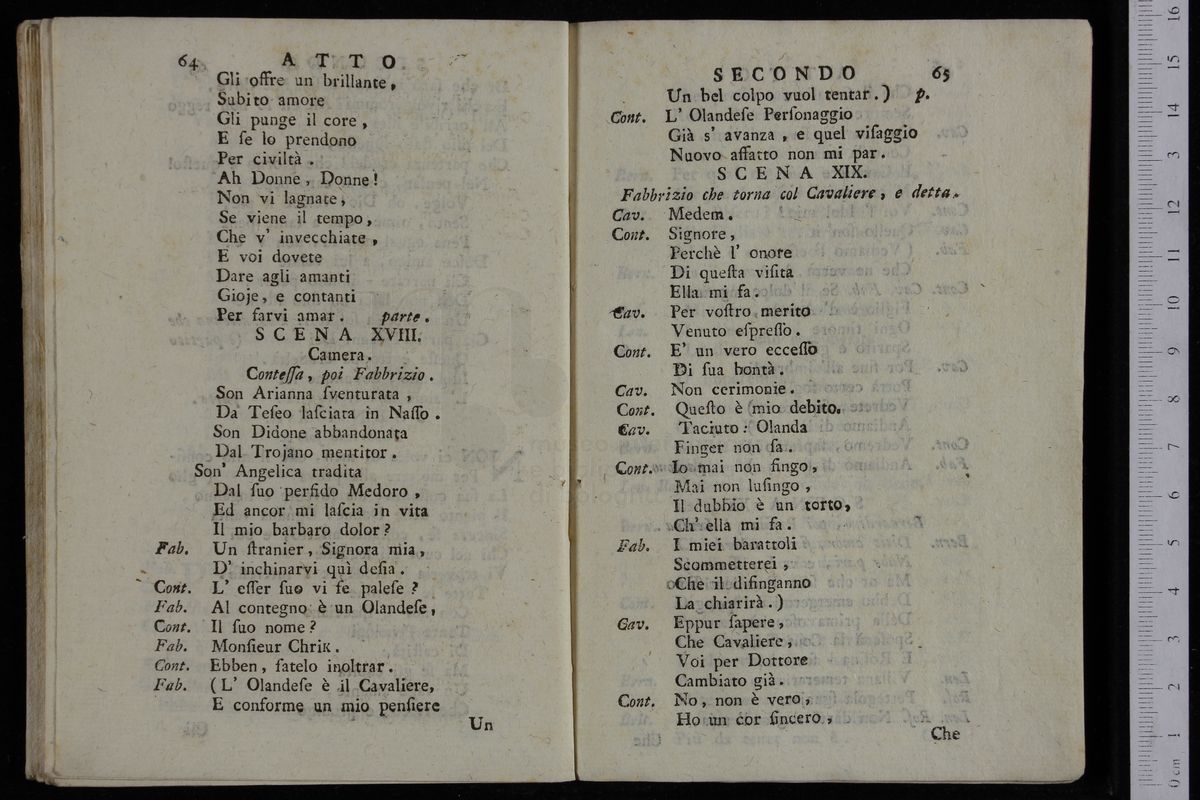 64 ATTO
Gli offre un brillante,
Subito amore
Gli punge il core,
E ſe lo prendono
Per civiltà.
Ah Donne, Donne!
Non vi lagnate,
Se viene il tempo,
Che v' invecchiate,
E voi dovete
Dare agli amanti
Gioje, e contanti
Per farvi amar. parte.
SCENA XVIII.
Camera.
Conteſſa, poi Fabbrizio.
Son Arianna ſventurata,
Da Teſeo laſciata in Naſſo.
Son Didone abbandonata
Dal Trojano mentitor.
Son' Angelica tradita
Dal ſuo perfido Medoro,
Ed ancor mi laſcia in vita
Il mio barbaro dolor?
Fab. Un ſtranier, Signora mia,
D' inchinarvi quì deſia.
Cont. L' eſſer ſuo vi fe paleſe?
Fab. Al contegno è un Olandeſe,
Cont. Il ſuo nome?
Fab. Monſieur Chriк.
Cont. Ebben, fatelo inoltrar.
Fab. (L' Olandeſe è il Cavaliere,
E conforme un mio penſiere
Un
SECONDO 65
Un bel colpo vuol tentar.) p.
Cont. L' Olandeſe Perſonaggio
Già s' avanza, e quel viſaggio
Nuovo affatto non mi par.
SCENA XIX.
Fabbrizio che torna col Cavaliere, e detta.
Cav. Medem.
Cont. Signore,
Perchè l' onore
Di queſta viſita
Ella mi fa.
Cav. Per voſtro merito
Venuto eſpreſſo.
Cont. E' un vero ecceſſo
Di ſua bontà.
Cav. Non cerimonie.
Cont. Queſto è mio debito.
Cav. Taciuto: Olanda
Finger non ſa.
Cont. Io mai non fingo,
Mai non luſingo,
Il dubbio è un torto,
Ch' ella mi fa.
Fab. I miei barattoli
Scommetterei,
Che il diſinganno
La chiarirà.)
Gav. Eppur ſapere,
Che Cavaliere,
Voi per Dottore
Cambiato già.
Cont. No, non è vero,
Ho un cor ſincero,
Che